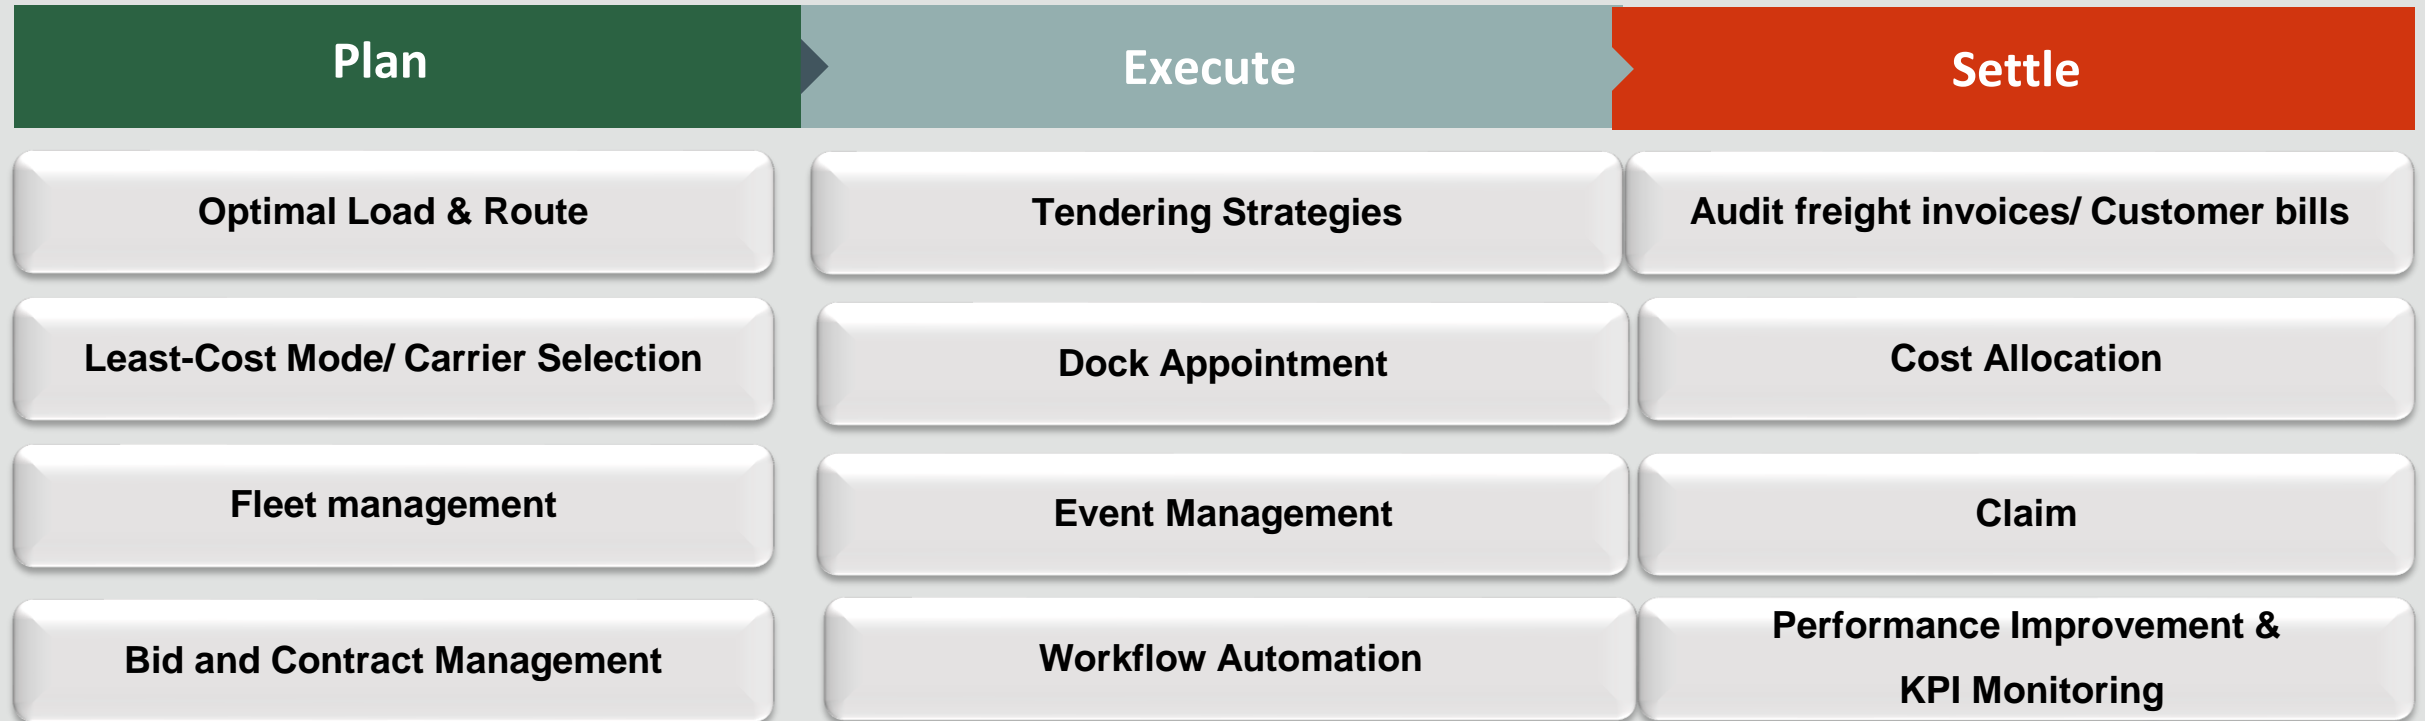 Plan
Execute
Settle
Optimal Load & Route
Tendering Strategies
Audit freight invoices/ Customer bills
Least-Cost Mode/ Carrier Selection
Dock Appointment
Cost Allocation
Fleet management
Event Management
Claim
Bid and Contract Management
Workflow Automation
Performance Improvement &
KPI Monitoring